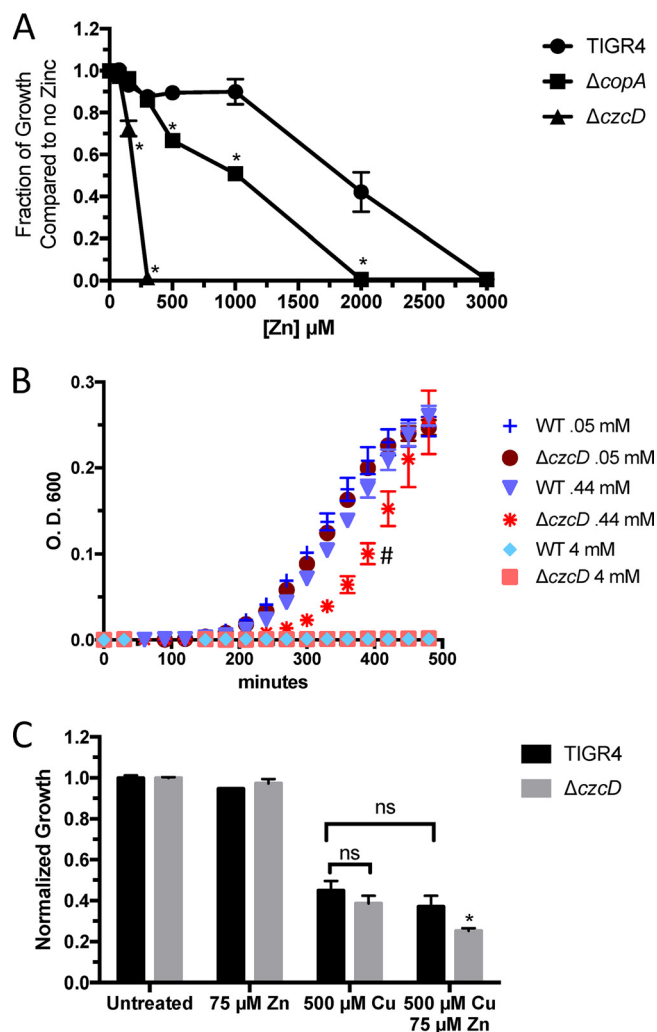 A
Fraction of Growth
Compared to no Zinc
1.2
1.0
0.8
0.6
0.4
0.2
0.0
* * * * *
0 500 1000 1500 2000 2500 3000
[Zn] µM
TIGR4
ΔcopA
ΔczcD
B
O. D. 600
0.3
0.2
0.1
0.0
#
0 100 200 300 400 500
minutes
WT .05 mM
ΔczcD .05 mM
WT .44 mM
ΔczcD .44 mM
WT 4 mM
ΔczcD 4 mM
C
Normalized Growth
1.2
1.0
0.8
0.6
0.4
0.2
0.0
ns
ns
*
Untreated 75 µM Zn 500 µM Cu 500 µM Cu
75 µM Zn
TIGR4
ΔczcD